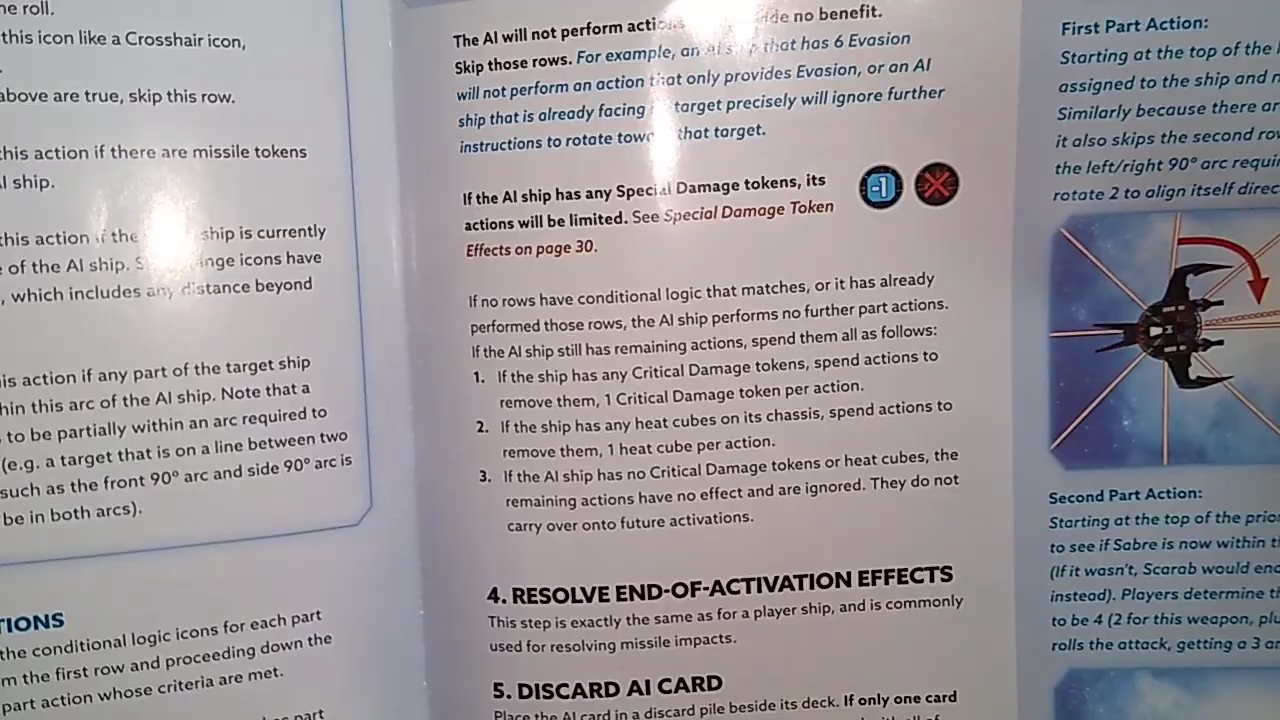 ne roll.
this icon like a Crosshair icon,
above are true, skip this row.
this action if there are missile tokens
I ship.
this action if the ship is currently
of the AI ship. range icons have
, which includes any distance beyond
is action if any part of the target ship
hin this arc of the AI ship. Note that a
to be partially within an arc required to
(e.g. a target that is on a line between two
such as the front 90° arc and side 90° arc is
be in both arcs).
TIONS
the conditional logic icons for each part
m the first row and proceeding down the
part action whose criteria are met.
part
The AI will not perform no benefit.
Skip those rows. For example, an that has 6 Evasion
will not perform an action that only provides Evasion, or an AI
ship that is already facing target precisely will ignore further
instructions to rotate that target.
If the AI ship has any Special Damage tokens, its
actions will be limited. See Special Damage Token
Effects on page 30.
-1
If no rows have conditional logic that matches, or it has already
performed those rows, the AI ship performs no further part actions.
If the AI ship still has remaining actions, spend them all as follows:
1. If the ship has any Critical Damage tokens, spend actions to
remove them, 1 Critical Damage token per action.
2. If the ship has any heat cubes on its chassis, spend actions to
remove them, 1 heat cube per action.
3. If the AI ship has no Critical Damage tokens or heat cubes, the
remaining actions have no effect and are ignored. They do not
carry over onto future activations.
4. RESOLVE END-OF-ACTIVATION EFFECTS
This step is exactly the same as for a player ship, and is commonly
used for resolving missile impacts.
5. DISCARD AI CARD
Place the AI card in a discard pile beside its deck. If only one card
First Part Action:
Starting at the top of the
assigned to the ship and
Similarly because there ar
it also skips the second ro
the left/right 90° arc requi
rotate 2 to align itself direc
Second Part Action:
Starting at the top of the prio
to see if Sabre is now within t
(If it wasn't, Scarab would end
instead). Players determine th
to be 4 (2 for this weapon, plu
rolls the attack, getting a 3 a